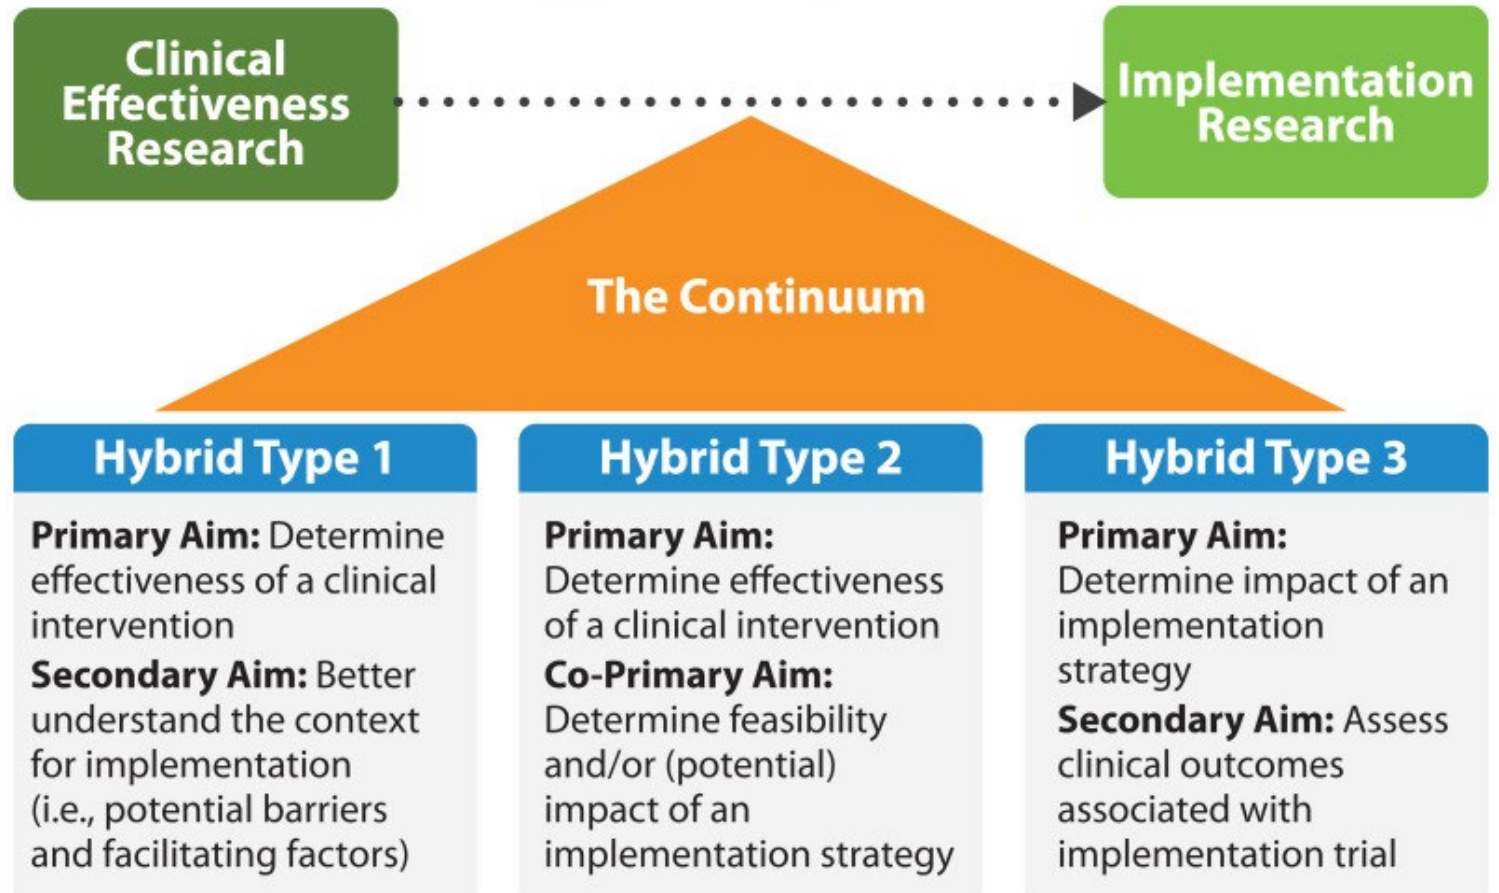 Clinical
Effectiveness
Research
Implementation
Research
The Continuum
Hybrid Type 1
Primary Aim: Determine
effectiveness of a clinical
intervention
Secondary Aim: Better
understand the context
for implementation
(i.e., potential barriers
and facilitating factors)
Hybrid Type 2
Primary Aim:
Determine effectiveness
of a clinical intervention
Co-Primary Aim:
Determine feasibility
and/or (potential)
impact of an
implementation strategy
Hybrid Type 3
Primary Aim:
Determine impact of an
implementation
strategy
Secondary Aim: Assess
clinical outcomes
associated with
implementation trial